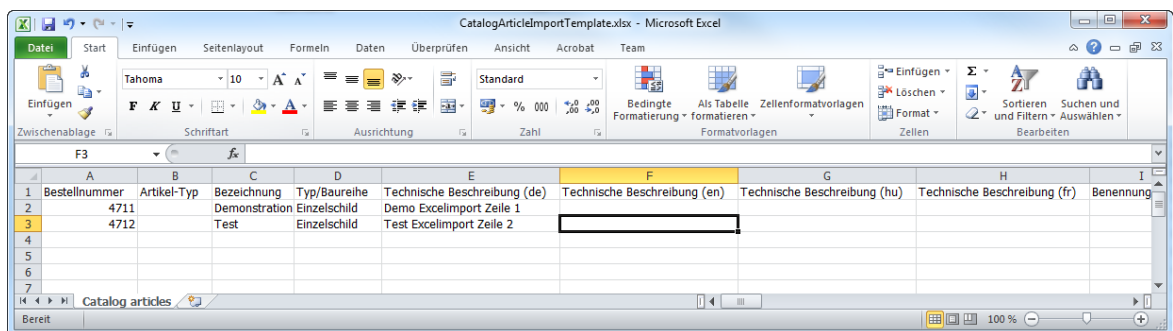 CatalogArticleImportTemplate.xlsx - Microsoft Excel
Datei Start Einfügen Seitenlayout Formeln Daten Überprüfen Ansicht Acrobat Team
Tahoma 10 Standard
Einfügen
F K U % 000
Bedingte Formatierung Als Tabelle formatieren Zellenformatvorlagen
Einfügen
Löschen
Format
Sortieren und Filtern Suchen und Auswählen
Zwischenablage Schriftart Ausrichtung Zahl Formatvorlagen Zellen Bearbeiten
F3 fx
A B C D E F G H I
1 Bestellnummer Artikel-Typ Bezeichnung Typ/Baureihe Technische Beschreibung (de) Technische Beschreibung (en) Technische Beschreibung (hu) Technische Beschreibung (fr) Benennung
2 4711 Demonstration Einzelschild Demo Excelimport Zeile 1
3 4712 Test Einzelschild Test Excelimport Zeile 2
4
5
6
7
Catalog articles
Bereit 100 %